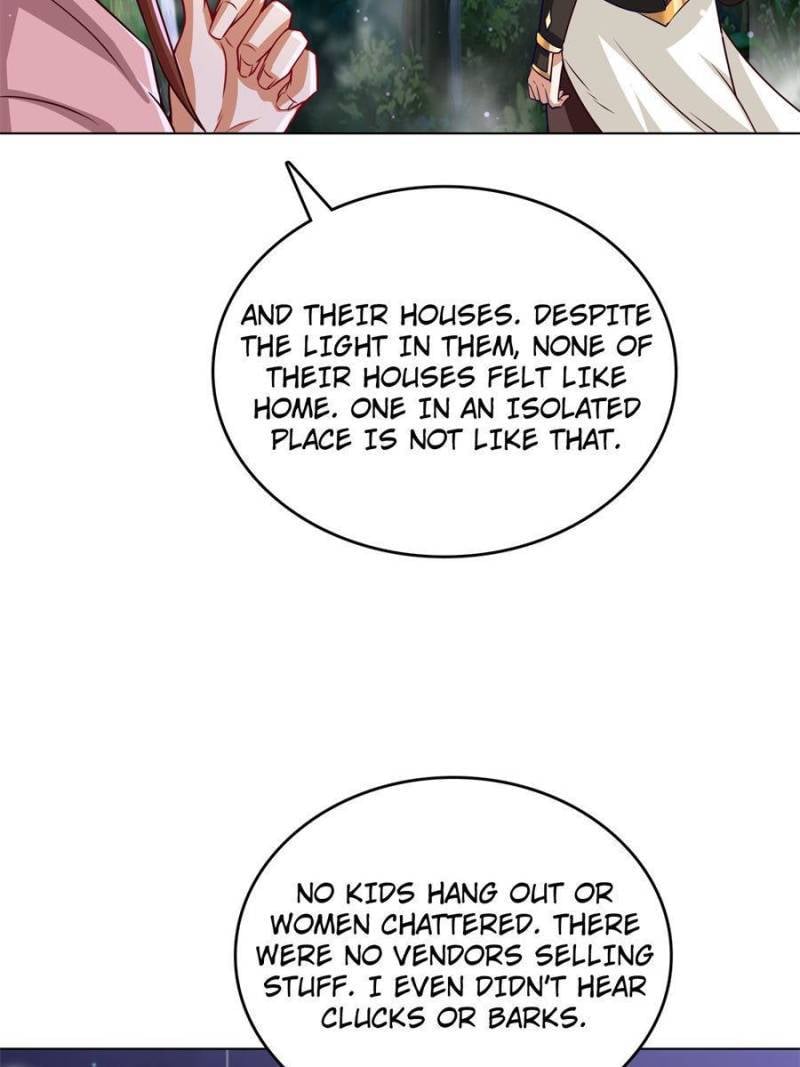 AND THEIR HOUSES. DESPITE
THE LIGHT IN THEM, NONE OF
THEIR HOUSES FELT LIKE
HOME. ONE IN AN ISOLATED
PLACE IS NOT LIKE THAT.
NO KIDS HANG OUT OR
WOMEN CHATTERED. THERE
WERE NO VENDORS SELLING
STUFF. I EVEN DIDN'T HEAR
CLUCKS OR BARKS.